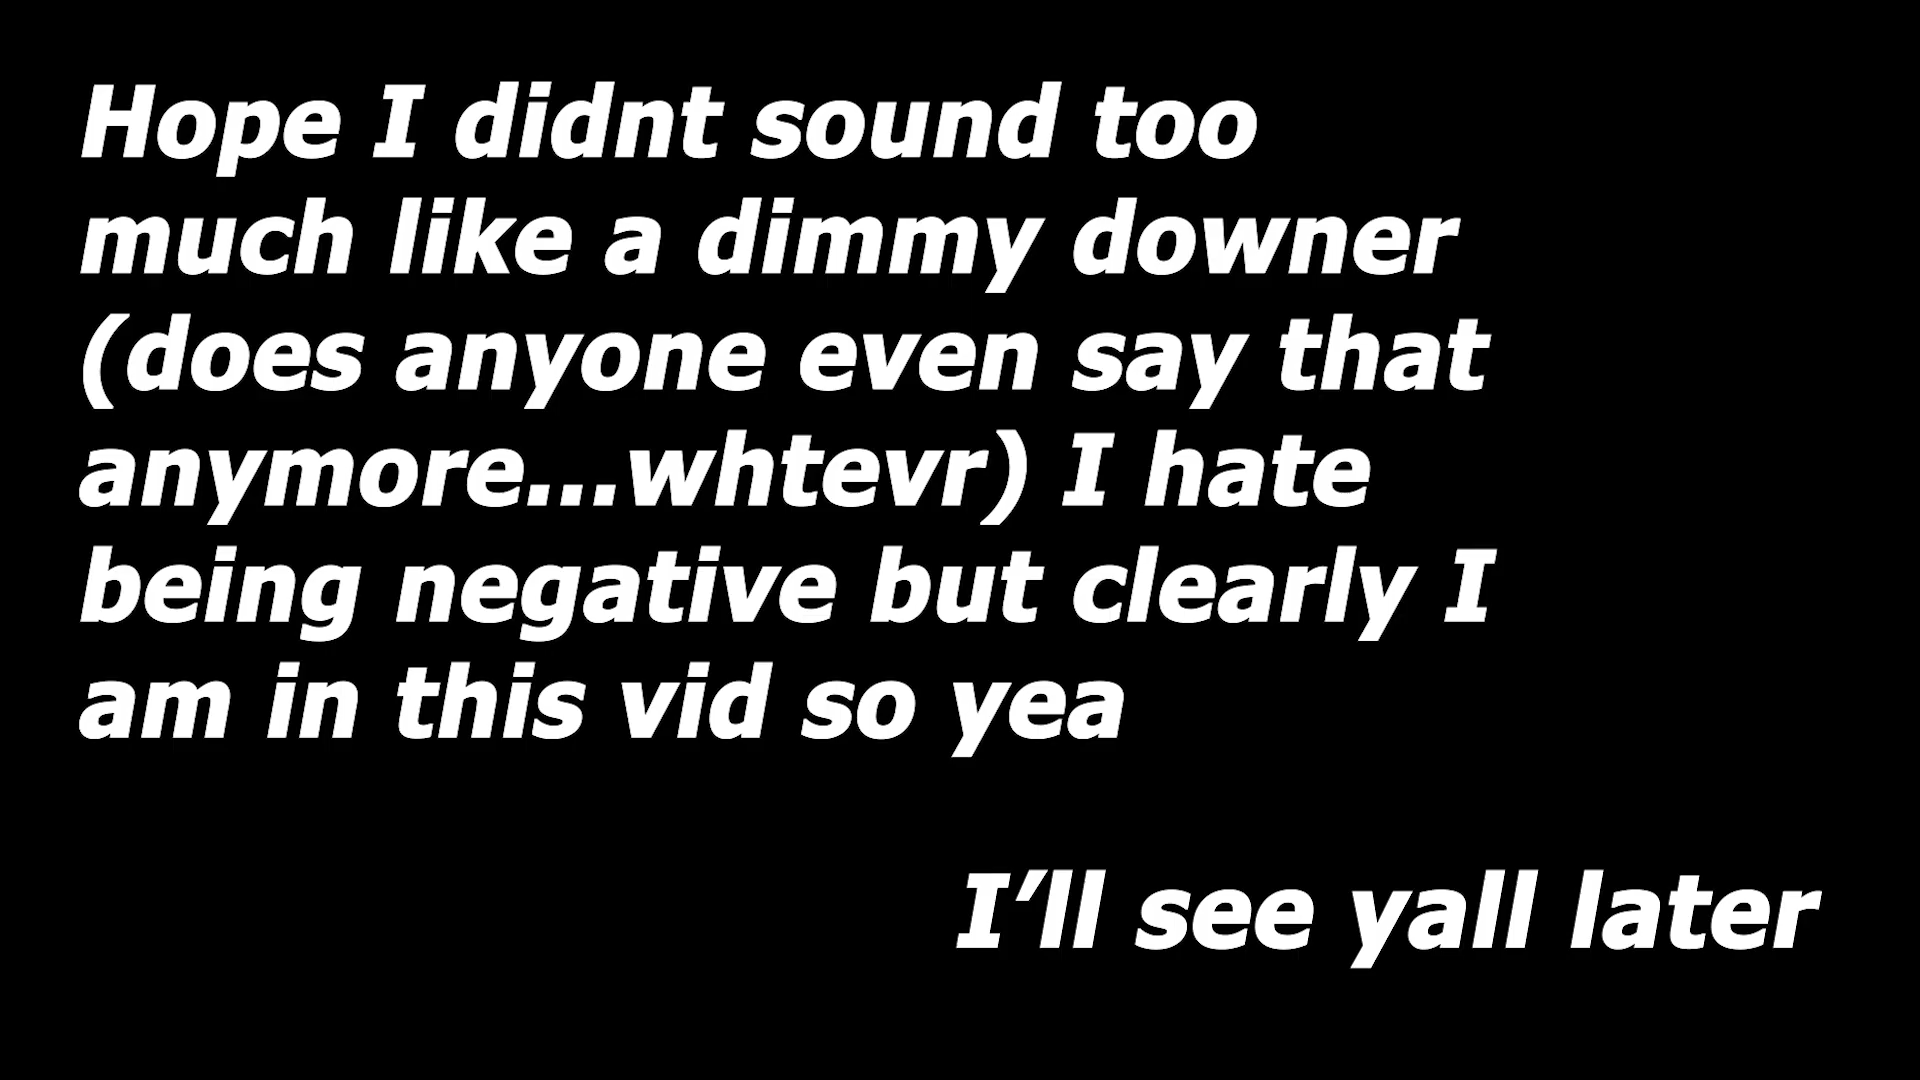 Hope I didnt sound too
much like a dimmy downer
(does anyone even say that
anymore...whtevr) I hate
being negative but clearly I
am in this vid so yea
I’ll see yall later